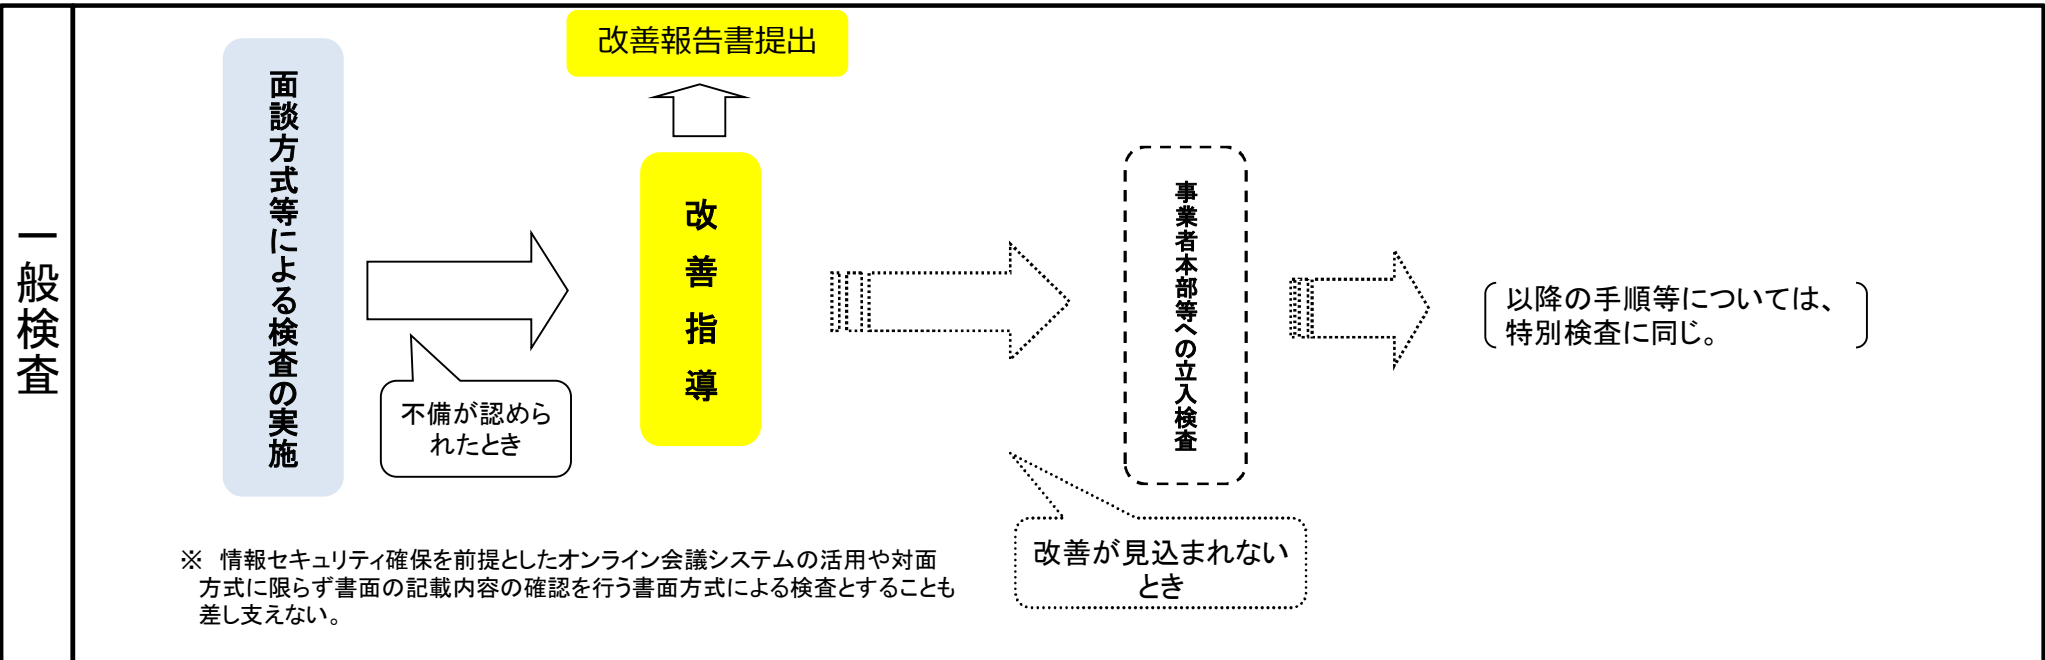 一般検査
面談方式等による検査の実施
不備が認めら
れたとき
改善報告書提出
改善指導
事業者本部等への立入検査
改善が見込まれない
とき
以降の手順等については、
特別検査に同じ。
※ 情報セキュリティ確保を前提としたオンライン会議システムの活用や対面
方式に限らず書面の記載内容の確認を行う書面方式による検査とすることも
差し支えない。